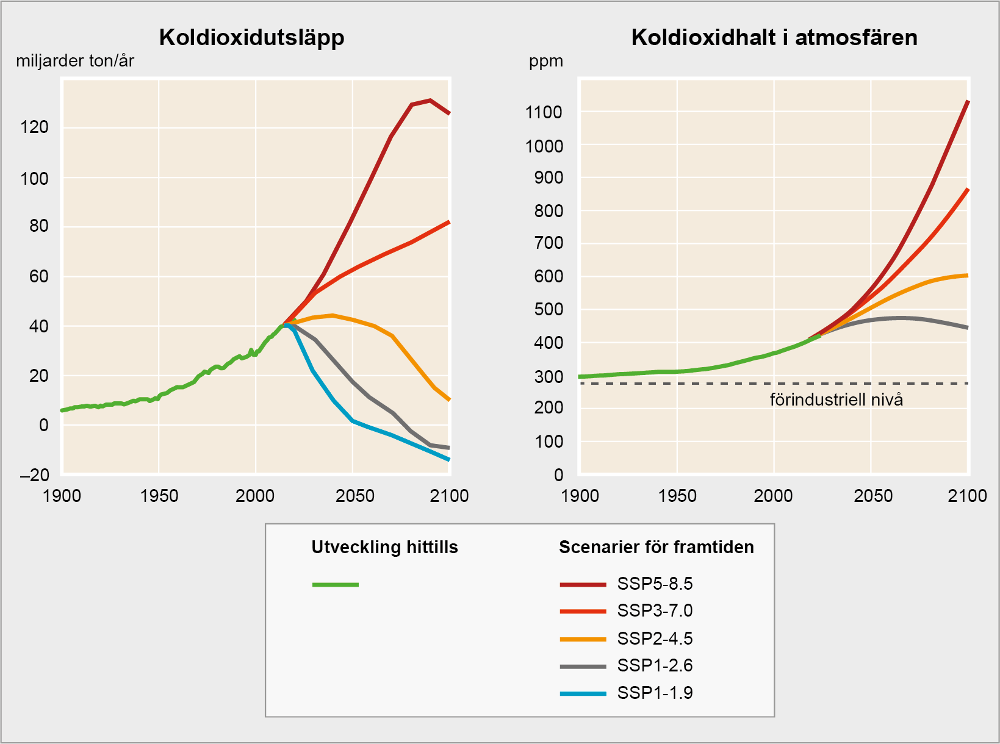 Koldioxidutsläpp
miljarder ton/år
120
100
80
60
40
20
0
–20
1900 1950 2000 2050 2100
Koldioxidhalt i atmosfären
ppm
1100
1000
900
800
700
600
500
400
300
200
100
0
förindustriell nivå
1900 1950 2000 2050 2100
Utveckling hittills
Scenarier för framtiden
SSP5-8.5
SSP3-7.0
SSP2-4.5
SSP1-2.6
SSP1-1.9